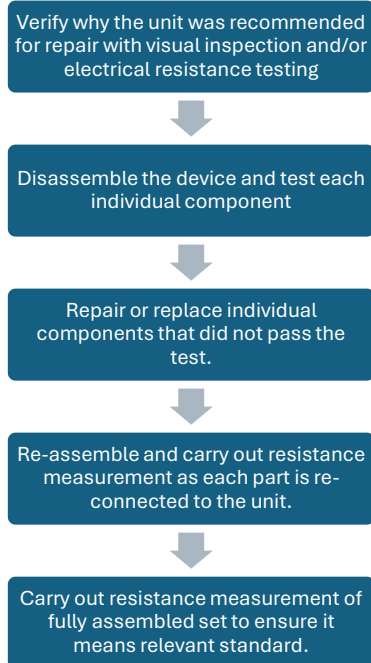 Verify why the unit was recommended
for repair with visual inspection and/or
electrical resistance testing
Disassemble the device and test each
individual component
Repair or replace individual
components that did not pass the
test.
Re-assemble and carry out resistance
measurement as each part is re-
connected to the unit.
Carry out resistance measurement of
fully assembled set to ensure it
means relevant standard.